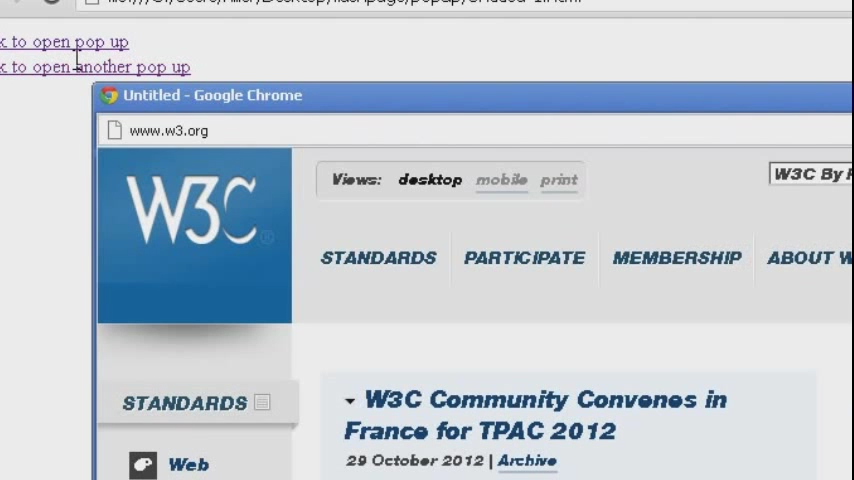 k to open pop up
k to open another pop up
Untitled - Google Chrome
www.w3.org
W3C®
Views: desktop mobile print
W3C By
STANDARDS PARTICIPATE MEMBERSHIP ABOUT W
STANDARDS
W3C Community Convenes in
France for TPAC 2012
29 October 2012 | Archive
Web